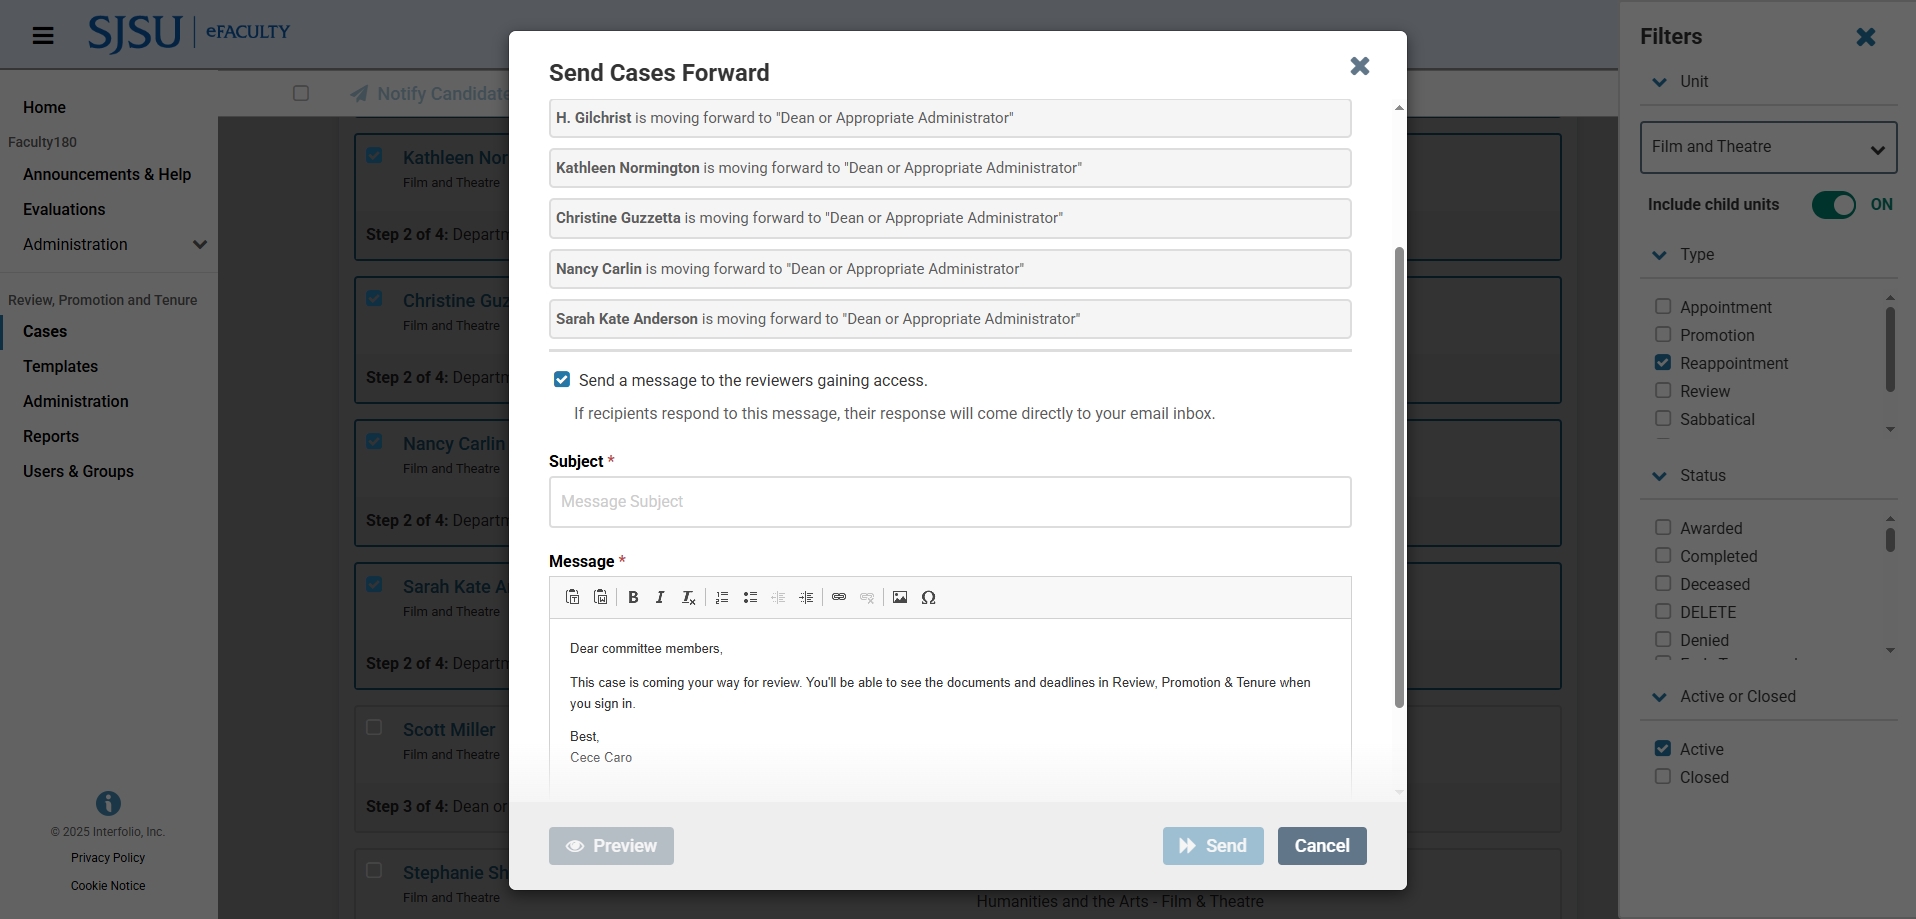 SJSU eFACULTY
Home
Faculty180
Announcements & Help
Evaluations
Administration
Review, Promotion and Tenure
Cases
Templates
Administration
Reports
Users & Groups
© 2025 Interfolio, Inc.
Privacy Policy
Cookie Notice
Notify Candidate
Kathleen Nor
Film and Theatre
Step 2 of 4: Departm
Christine Guz
Film and Theatre
Step 2 of 4: Departm
Nancy Carlin
Film and Theatre
Step 2 of 4: Departm
Sarah Kate A
Film and Theatre
Step 2 of 4: Departm
Scott Miller
Film and Theatre
Step 3 of 4: Dean or
Stephanie Sh
Film and Theatre
Humanities and the Arts - Film & Theatre
Send Cases Forward
H. Gilchrist is moving forward to "Dean or Appropriate Administrator"
Kathleen Normington is moving forward to "Dean or Appropriate Administrator"
Christine Guzzetta is moving forward to "Dean or Appropriate Administrator"
Nancy Carlin is moving forward to "Dean or Appropriate Administrator"
Sarah Kate Anderson is moving forward to "Dean or Appropriate Administrator"
Send a message to the reviewers gaining access.
If recipients respond to this message, their response will come directly to your email inbox.
Subject *
Message Subject
Message *
Dear committee members,
This case is coming your way for review. You'll be able to see the documents and deadlines in Review, Promotion & Tenure when
you sign in.
Best,
Cece Caro
Preview
Send
Cancel
Filters
Unit
Film and Theatre
Include child units ON
Type
Appointment
Promotion
Reappointment
Review
Sabbatical
Status
Awarded
Completed
Deceased
DELETE
Denied
Active or Closed
Active
Closed